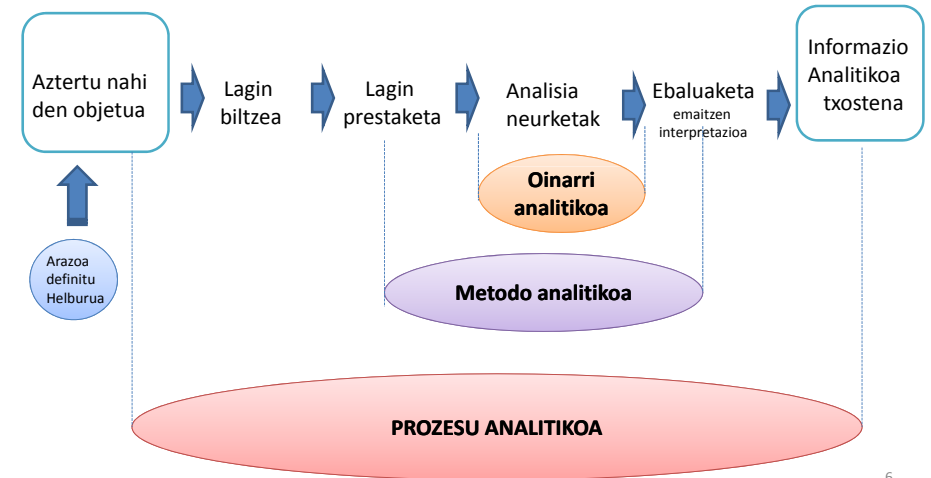 Aztertu nahi
den objetua
Lagin
biltzea
Lagin
prestaketa
Analisia
neurketak
Ebaluaketa
emaitzen
interpretazioa
Informazio
Analitikoa
txostena
Arazoa
definitu
Helburua
Oinarri
analitikoa
Metodo analitikoa
PROZESU ANALITIKOA
6